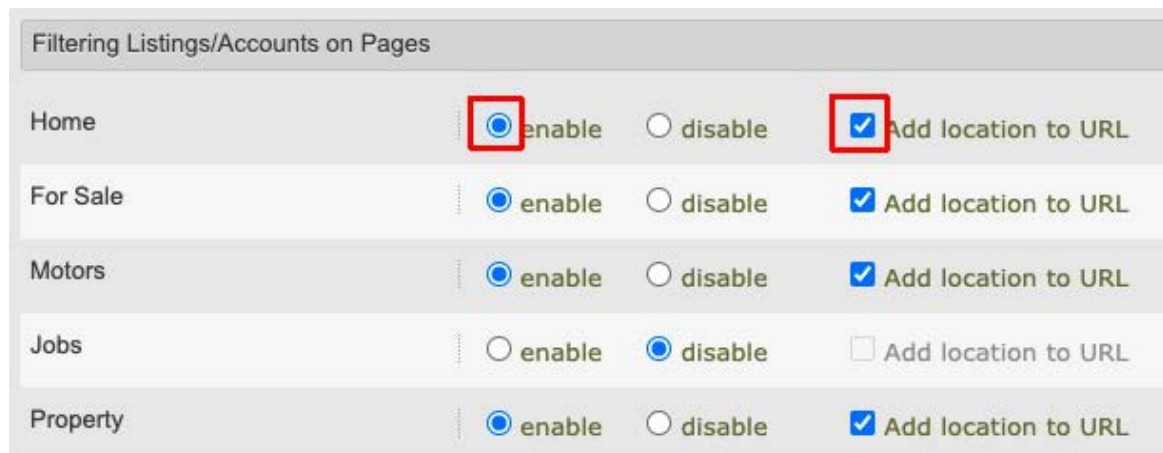 Filtering Listings/Accounts on Pages
Home enable disable Add location to URL
For Sale enable disable Add location to URL
Motors enable disable Add location to URL
Jobs enable disable Add location to URL
Property enable disable Add location to URL